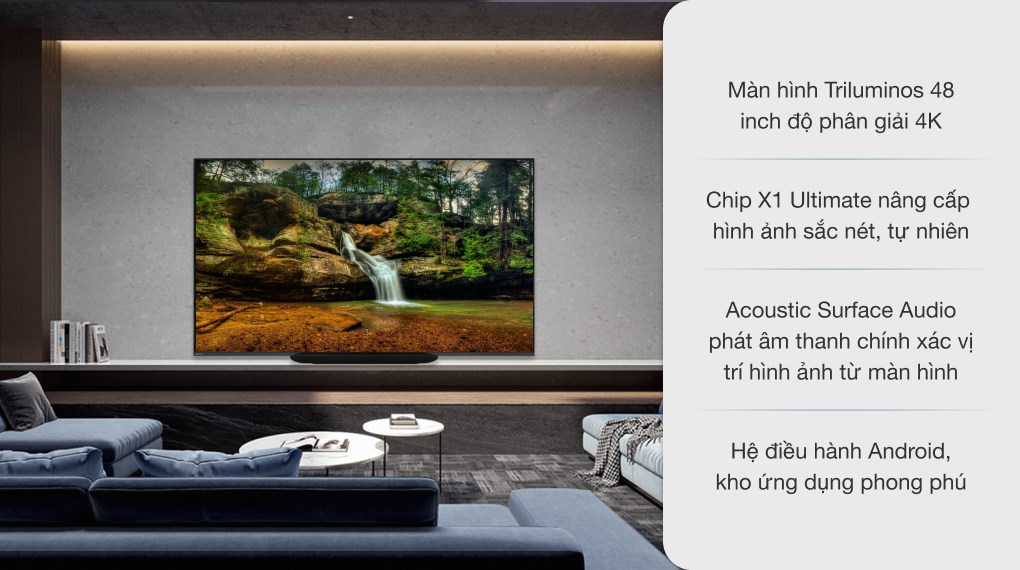 Màn hình Triluminos 48
inch độ phân giải 4K
Chip X1 Ultimate nâng cấp
hình ảnh sắc nét, tự nhiên
Acoustic Surface Audio
phát âm thanh chính xác vị
trí hình ảnh từ màn hình
Hệ điều hành Android,
kho ứng dụng phong phú